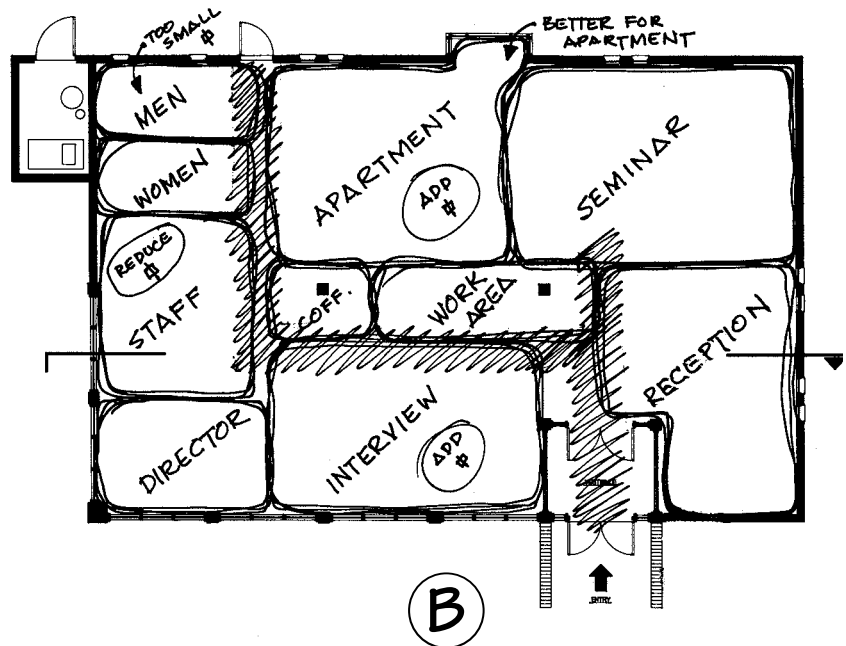 TOO
SMALL
BETTER FOR
APARTMENT
MEN
WOMEN
APARTMENT
ADD
SEMINAR
REDUCE
STAFF
COFF.
WORK
AREA
RECEPTION
DIRECTOR
INTERVIEW
ADD
ENTRY
B